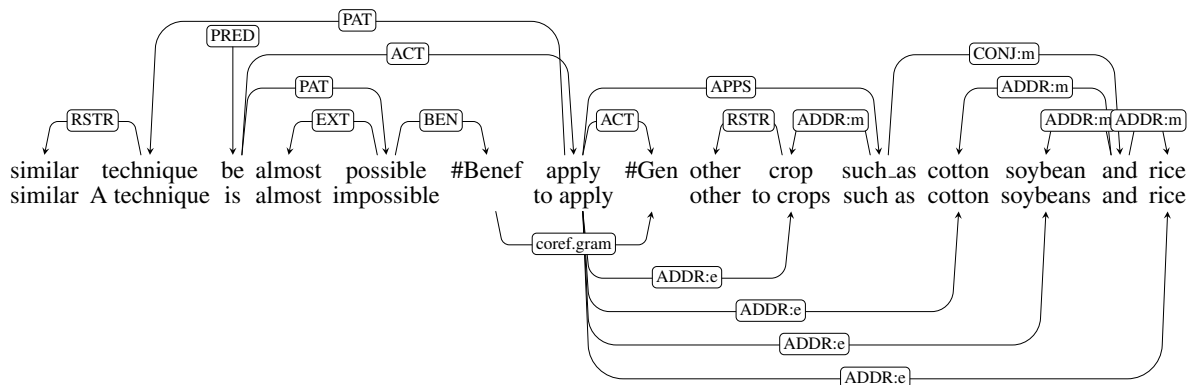 PAT
PRED
ACT
CONJ:m
PAT
APPS
ADDR:m
RSTR EXT BEN ACT RSTR ADDR:m ADDR:m ADDR:m
similar technique be almost possible #Benef apply #Gen other crop such_as cotton soybean and rice
similar A technique is almost impossible to apply other to crops such as cotton soybeans and rice
coref.gram
ADDR:e
ADDR:e
ADDR:e
ADDR:e